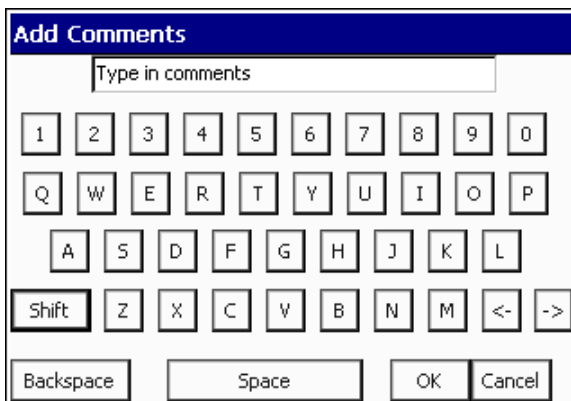 Add Comments
Type in comments
1 2 3 4 5 6 7 8 9 0
Q W E R T Y U I O P
A S D F G H J K L
Shift Z X C V B N M <- ->
Backspace Space OK Cancel